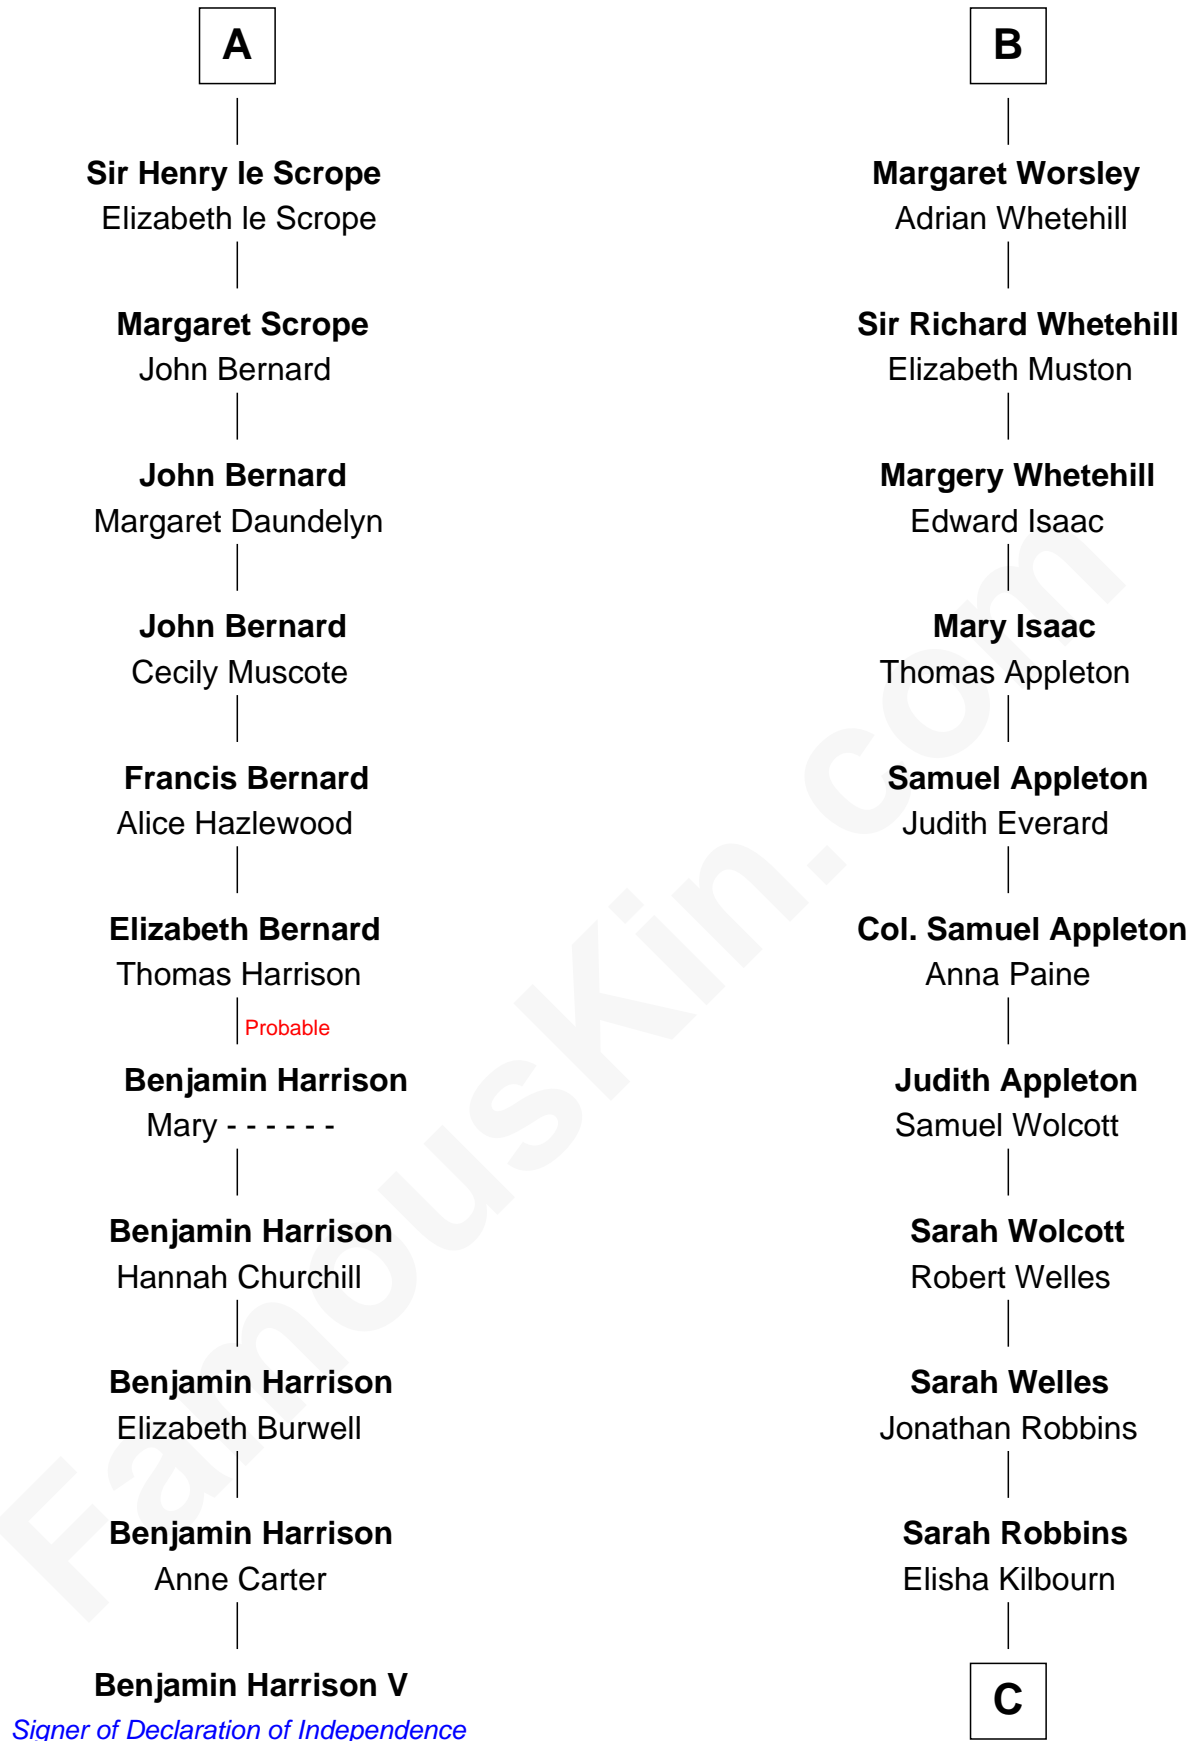 A
Sir Henry le Scrope
Elizabeth le Scrope
Margaret Scrope
John Bernard
John Bernard
Margaret Daundelyn
John Bernard
Cecily Muscote
Francis Bernard
Alice Hazlewood
Elizabeth Bernard
Thomas Harrison
Probable
Benjamin Harrison
Mary - - - - - -
Benjamin Harrison
Hannah Churchill
Benjamin Harrison
Elizabeth Burwell
Benjamin Harrison
Anne Carter
Benjamin Harrison V
Signer of Declaration of Independence
B
Margaret Worsley
Adrian Whetehill
Sir Richard Whetehill
Elizabeth Muston
Margery Whetehill
Edward Isaac
Mary Isaac
Thomas Appleton
Samuel Appleton
Judith Everard
Col. Samuel Appleton
Anna Paine
Judith Appleton
Samuel Wolcott
Sarah Wolcott
Robert Welles
Sarah Welles
Jonathan Robbins
Sarah Robbins
Elisha Kilbourn
C
FamousKin.com